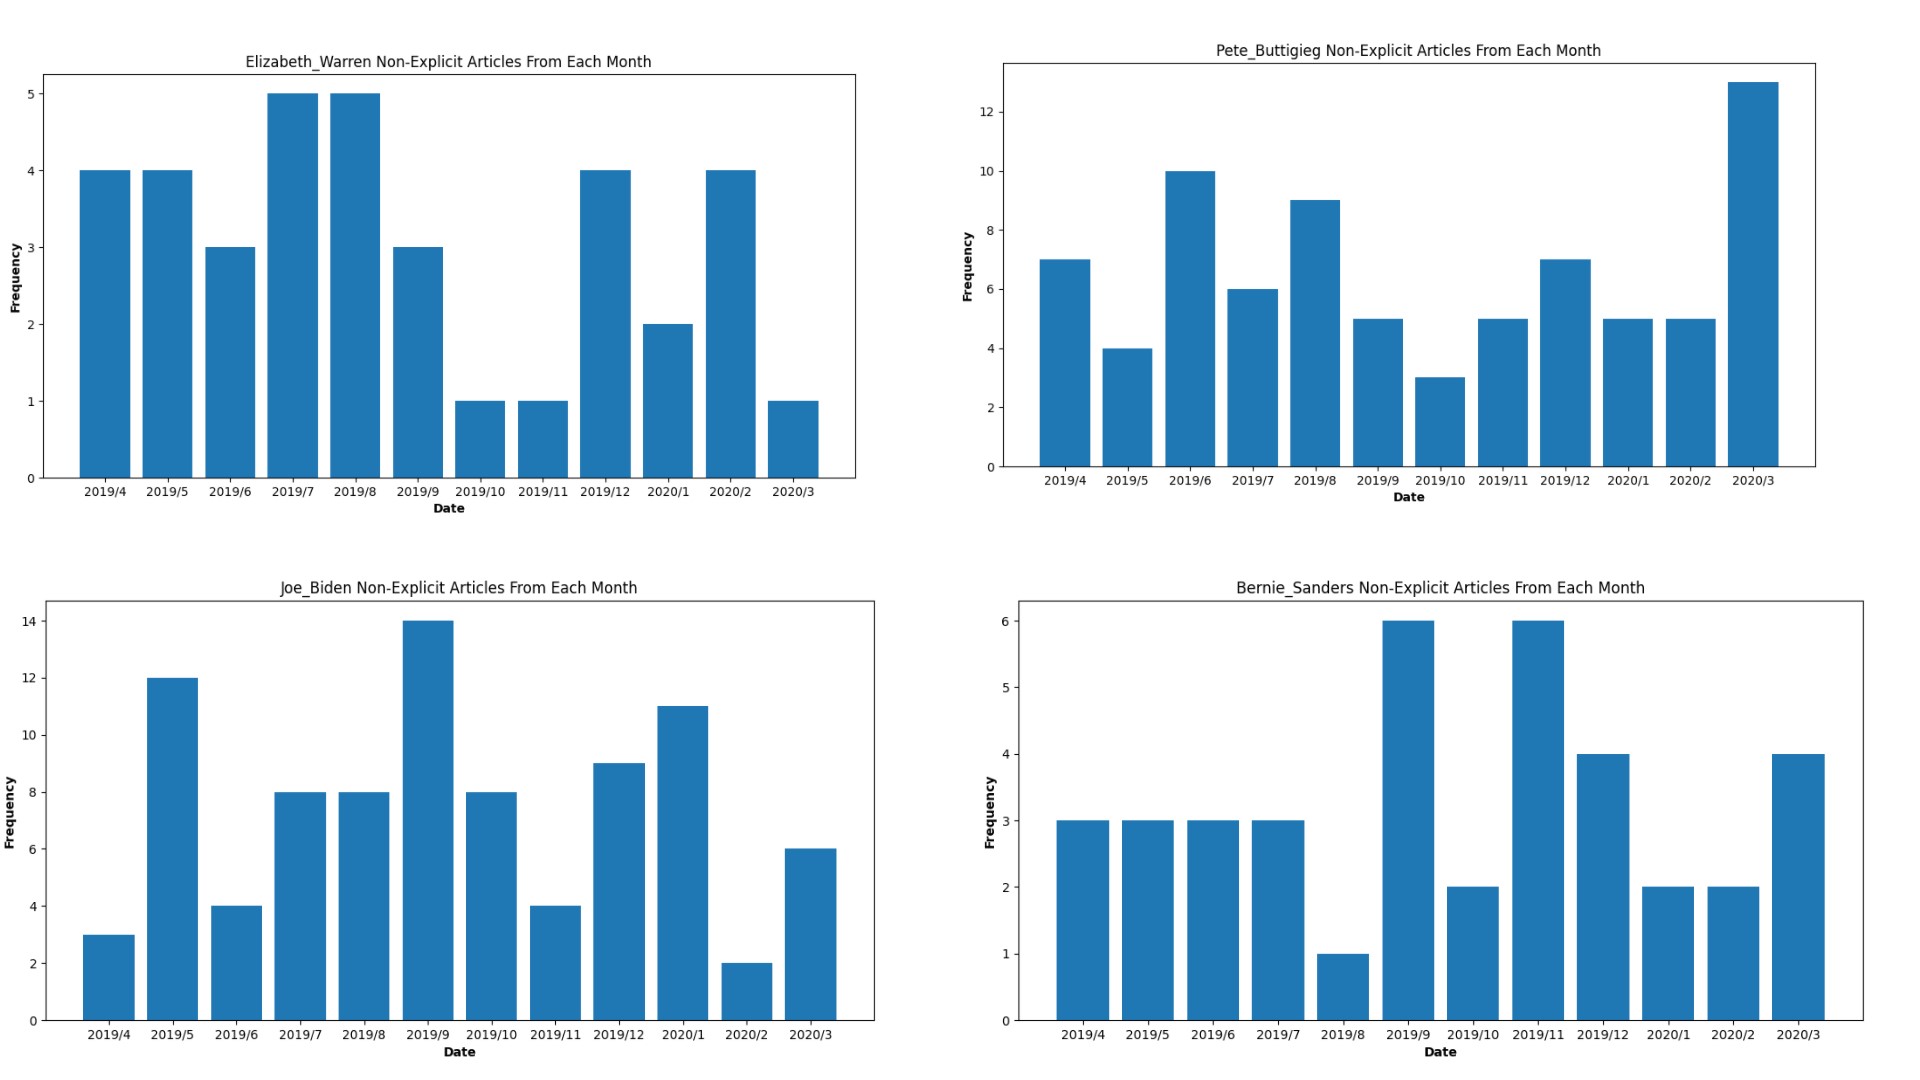 Elizabeth_Warren Non-Explicit Articles From Each Month
5
4
3
2
1
0
Frequency
2019/4 2019/5 2019/6 2019/7 2019/8 2019/9 2019/10 2019/11 2019/12 2020/1 2020/2 2020/3
Date
Pete_Buttigieg Non-Explicit Articles From Each Month
12
10
8
6
4
2
0
Frequency
2019/4 2019/5 2019/6 2019/7 2019/8 2019/9 2019/10 2019/11 2019/12 2020/1 2020/2 2020/3
Date
Joe_Biden Non-Explicit Articles From Each Month
14
12
10
8
6
4
2
0
Frequency
2019/4 2019/5 2019/6 2019/7 2019/8 2019/9 2019/10 2019/11 2019/12 2020/1 2020/2 2020/3
Date
Bernie_Sanders Non-Explicit Articles From Each Month
6
5
4
3
2
1
0
Frequency
2019/4 2019/5 2019/6 2019/7 2019/8 2019/9 2019/10 2019/11 2019/12 2020/1 2020/2 2020/3
Date